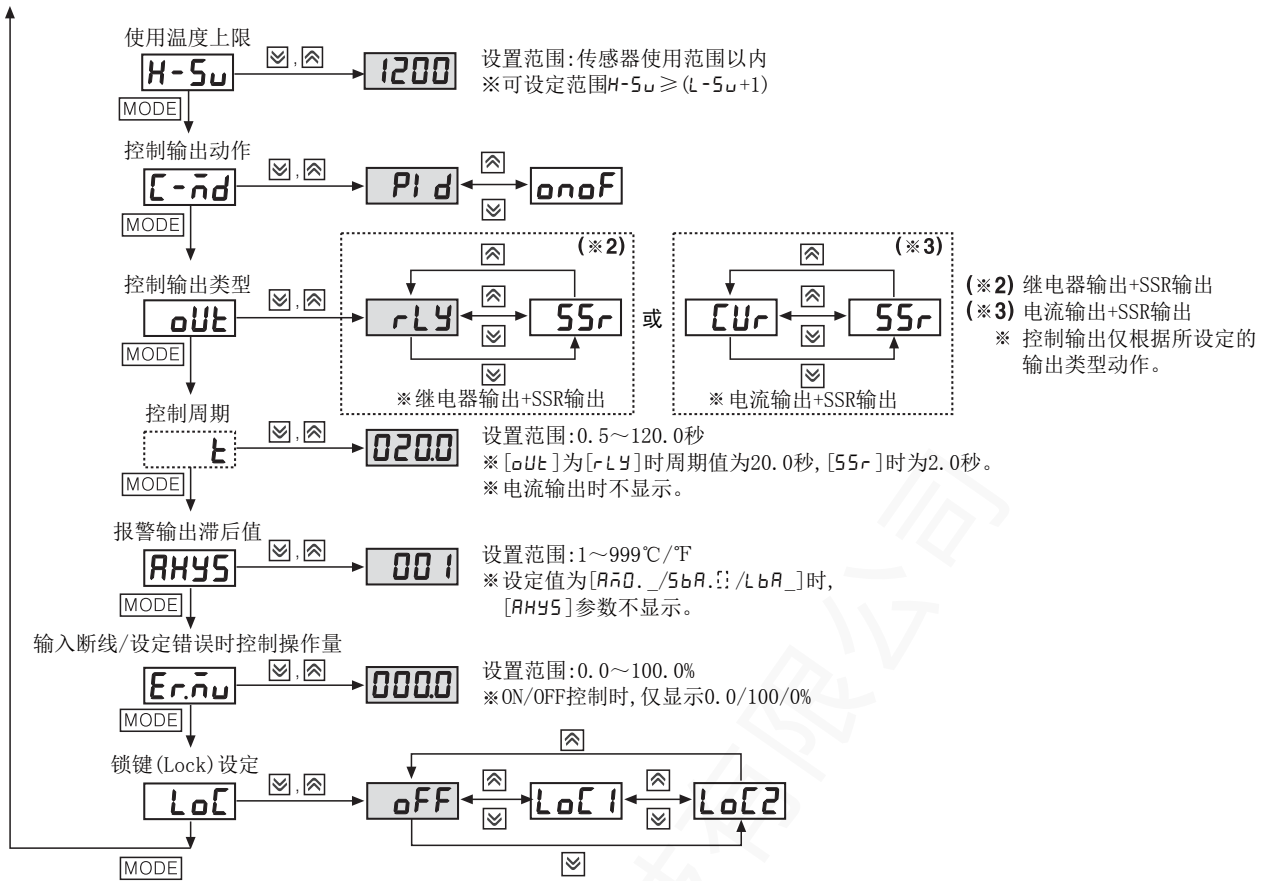 使用温度上限
H-Su
1200
设置范围:传感器使用范围以内
※可设定范围H-Su≥(L-Su+1)
MODE
控制输出动作
C-md
PId
onoF
MODE
控制输出类型
oUt
(※2)
rLY
SSr
※继电器输出+SSR输出
或
(※3)
CUr
SSr
※电流输出+SSR输出
(※2) 继电器输出+SSR输出
(※3) 电流输出+SSR输出
※ 控制输出仅根据所设定的
输出类型动作。
MODE
控制周期
t
020.0
设置范围:0.5～120.0秒
※[oUt]为[rLY]时周期值为20.0秒,[SSr]时为2.0秒。
※电流输出时不显示。
MODE
报警输出滞后值
AHYS
001
设置范围:1～999℃/℉
※设定值为[Am0._/SbA.
/LbA_]时,
[AHYS]参数不显示。
MODE
输入断线/设定错误时控制操作量
Er.mu
000.0
设置范围:0.0～100.0%
※ON/OFF控制时,仅显示0.0/100/0%
MODE
锁键(Lock)设定
LoC
oFF
LoC1
LoC2
MODE
有限公司